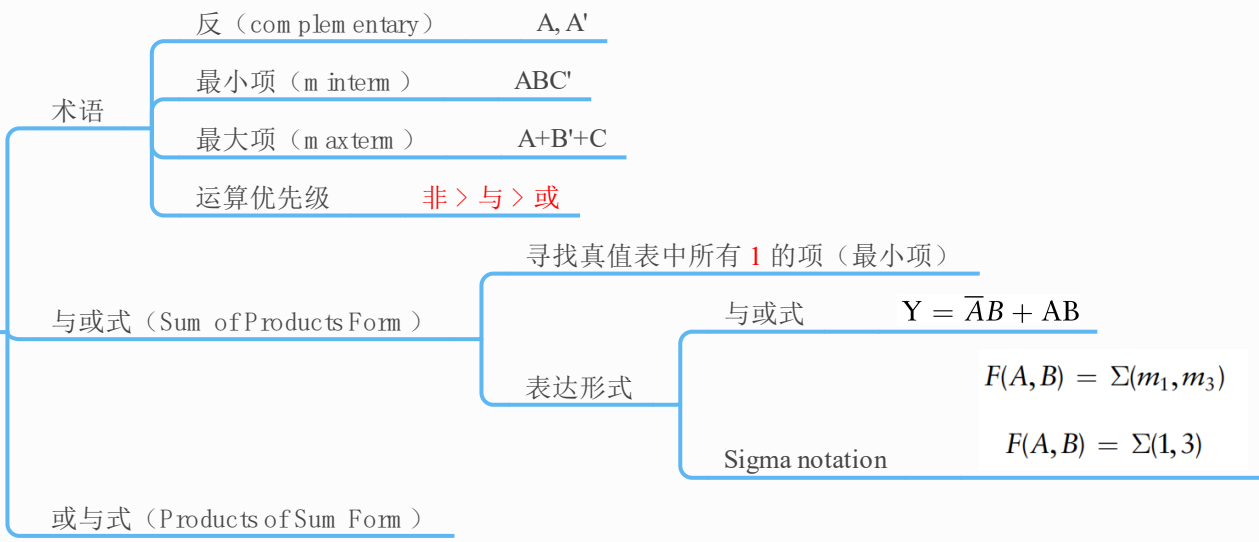 反（complementary） A, A'
最小项（minterm） ABC'
术语
最大项（maxterm） A+B'+C
运算优先级 非 > 与 > 或
寻找真值表中所有 1 的项（最小项）
与或式（Sum of Products Form）
与或式 Y = A̅B + AB
表达形式
F(A, B) = Σ(m₁, m₃)
F(A, B) = Σ(1, 3)
Sigma notation
或与式（Products of Sum Form）